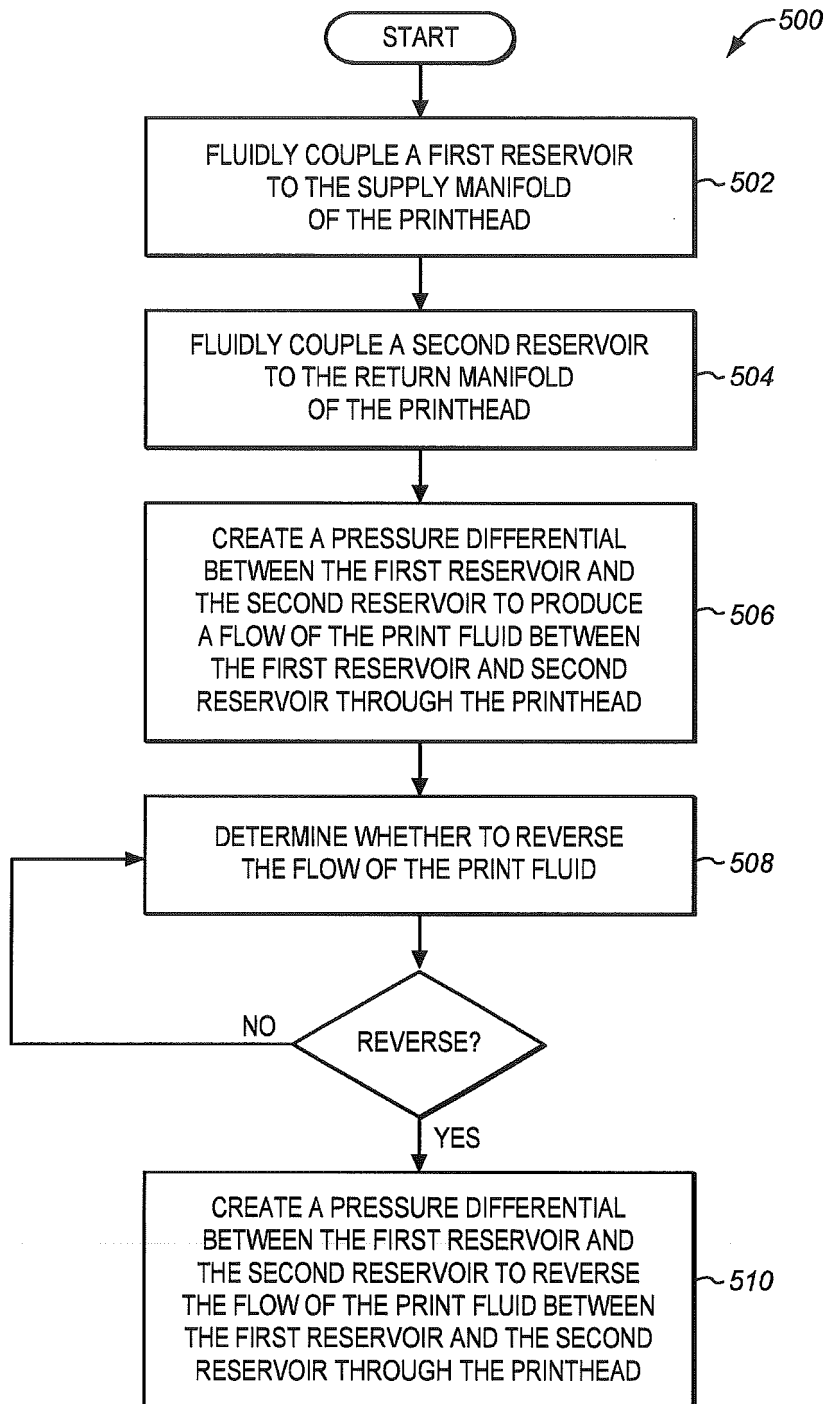 START
500
FLUIDLY COUPLE A FIRST RESERVOIR
TO THE SUPPLY MANIFOLD
OF THE PRINTHEAD
502
FLUIDLY COUPLE A SECOND RESERVOIR
TO THE RETURN MANIFOLD
OF THE PRINTHEAD
504
CREATE A PRESSURE DIFFERENTIAL
BETWEEN THE FIRST RESERVOIR AND
THE SECOND RESERVOIR TO PRODUCE
A FLOW OF THE PRINT FLUID BETWEEN
THE FIRST RESERVOIR AND SECOND
RESERVOIR THROUGH THE PRINTHEAD
506
DETERMINE WHETHER TO REVERSE
THE FLOW OF THE PRINT FLUID
508
NO
REVERSE?
YES
CREATE A PRESSURE DIFFERENTIAL
BETWEEN THE FIRST RESERVOIR AND
THE SECOND RESERVOIR TO REVERSE
THE FLOW OF THE PRINT FLUID BETWEEN
THE FIRST RESERVOIR AND THE SECOND
RESERVOIR THROUGH THE PRINTHEAD
510